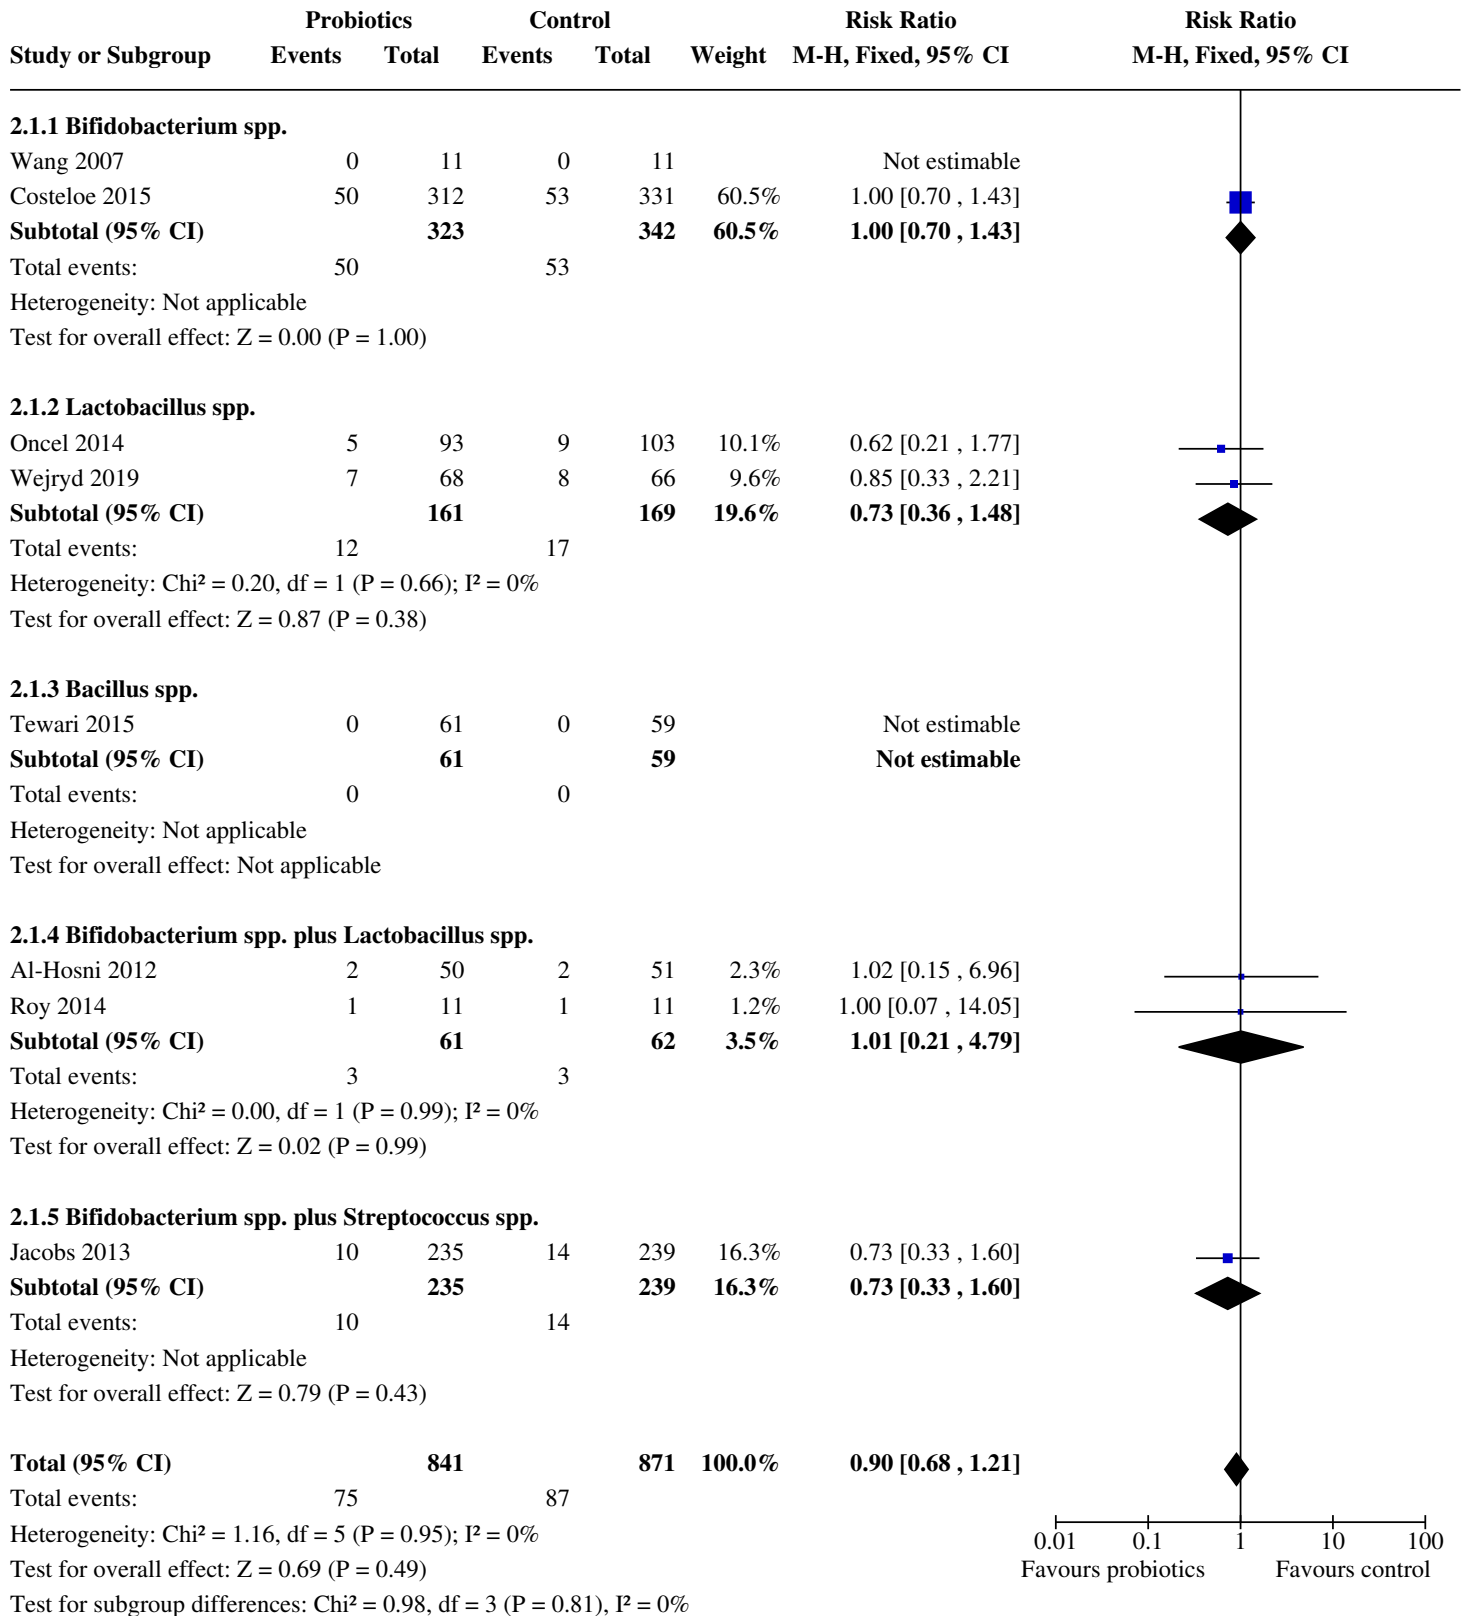 Probiotics Control Risk Ratio Risk Ratio
Study or Subgroup Events Total Events Total Weight M-H, Fixed, 95% CI M-H, Fixed, 95% CI
2.1.1 Bifidobacterium spp.
Wang 2007 0 11 0 11 Not estimable
Costeloe 2015 50 312 53 331 60.5% 1.00 [0.70 , 1.43]
Subtotal (95% CI) 323 342 60.5% 1.00 [0.70 , 1.43]
Total events: 50 53
Heterogeneity: Not applicable
Test for overall effect: Z = 0.00 (P = 1.00)
2.1.2 Lactobacillus spp.
Oncel 2014 5 93 9 103 10.1% 0.62 [0.21 , 1.77]
Wejryd 2019 7 68 8 66 9.6% 0.85 [0.33 , 2.21]
Subtotal (95% CI) 161 169 19.6% 0.73 [0.36 , 1.48]
Total events: 12 17
Heterogeneity: Chi² = 0.20, df = 1 (P = 0.66); I² = 0%
Test for overall effect: Z = 0.87 (P = 0.38)
2.1.3 Bacillus spp.
Tewari 2015 0 61 0 59 Not estimable
Subtotal (95% CI) 61 59 Not estimable
Total events: 0 0
Heterogeneity: Not applicable
Test for overall effect: Not applicable
2.1.4 Bifidobacterium spp. plus Lactobacillus spp.
Al-Hosni 2012 2 50 2 51 2.3% 1.02 [0.15 , 6.96]
Roy 2014 1 11 1 11 1.2% 1.00 [0.07 , 14.05]
Subtotal (95% CI) 61 62 3.5% 1.01 [0.21 , 4.79]
Total events: 3 3
Heterogeneity: Chi² = 0.00, df = 1 (P = 0.99); I² = 0%
Test for overall effect: Z = 0.02 (P = 0.99)
2.1.5 Bifidobacterium spp. plus Streptococcus spp.
Jacobs 2013 10 235 14 239 16.3% 0.73 [0.33 , 1.60]
Subtotal (95% CI) 235 239 16.3% 0.73 [0.33 , 1.60]
Total events: 10 14
Heterogeneity: Not applicable
Test for overall effect: Z = 0.79 (P = 0.43)
Total (95% CI) 841 871 100.0% 0.90 [0.68 , 1.21]
Total events: 75 87
Heterogeneity: Chi² = 1.16, df = 5 (P = 0.95); I² = 0%
0.01 0.1 1 10 100
Test for overall effect: Z = 0.69 (P = 0.49)
Favours probiotics Favours control
Test for subgroup differences: Chi² = 0.98, df = 3 (P = 0.81), I² = 0%